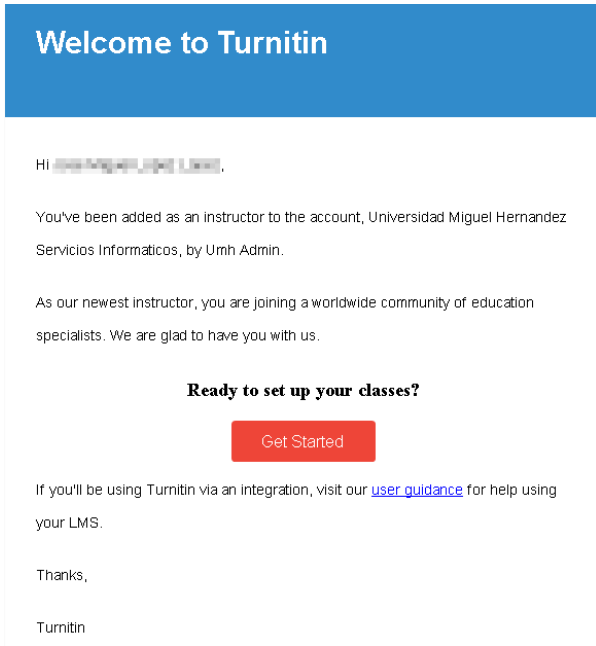 Welcome to Turnitin
Hi ,
You've been added as an instructor to the account, Universidad Miguel Hernandez
Servicios Informaticos, by Umh Admin.
As our newest instructor, you are joining a worldwide community of education
specialists. We are glad to have you with us.
Ready to set up your classes?
Get Started
If you'll be using Turnitin via an integration, visit our user guidance for help using
your LMS.
Thanks,
Turnitin